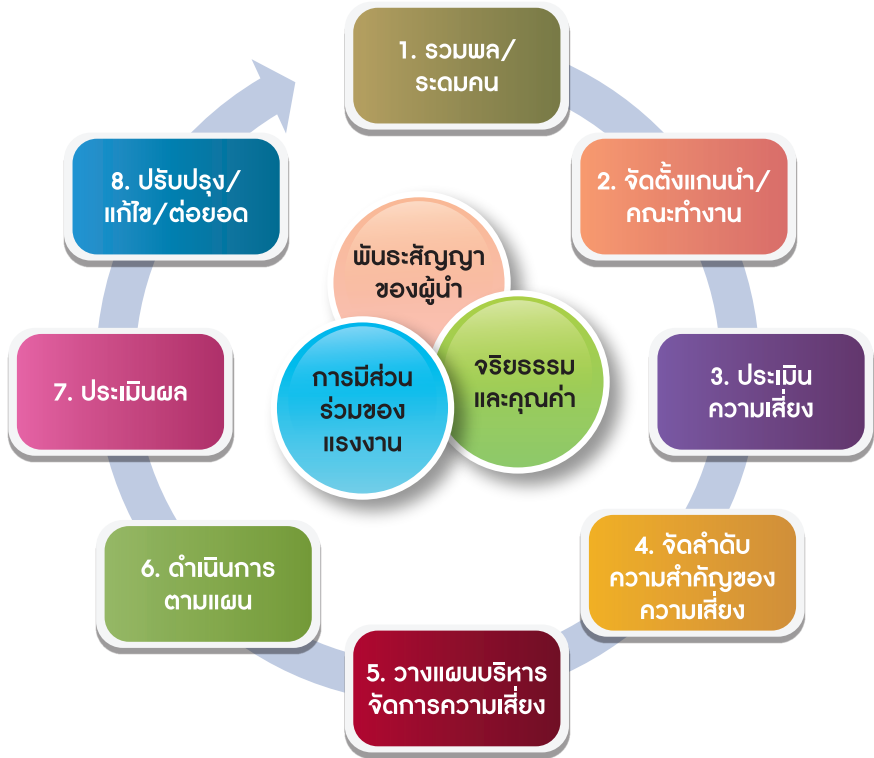 1. รวมพล/
ระดมคน
2. จัดตั้งแกนนำ/
คณะทำงาน
3. ประเมิน
ความเสี่ยง
4. จัดลำดับ
ความสำคัญของ
ความเสี่ยง
5. วางแผนบริหาร
จัดการความเสี่ยง
6. ดำเนินการ
ตามแผน
7. ประเมินผล
8. ปรับปรุง/
แก้ไข/ต่อยอด
พันธะสัญญา
ของผู้นำ
จริยธรรม
และคุณค่า
การมีส่วน
ร่วมของ
แรงงาน